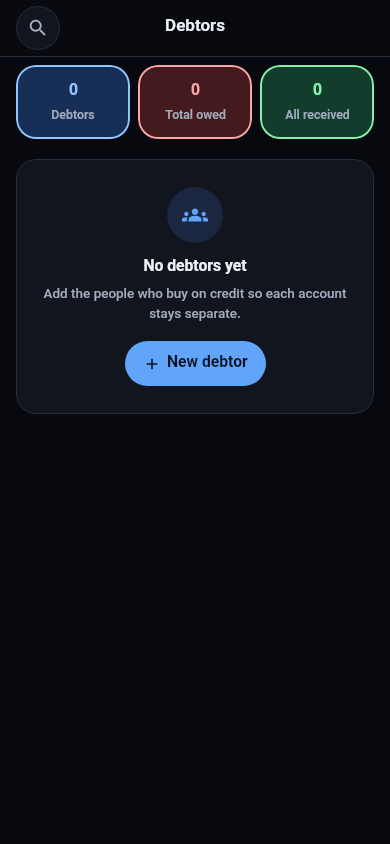 Debtors
0
Debtors
0
Total owed
0
All received
No debtors yet
Add the people who buy on credit so each account
stays separate.
New debtor